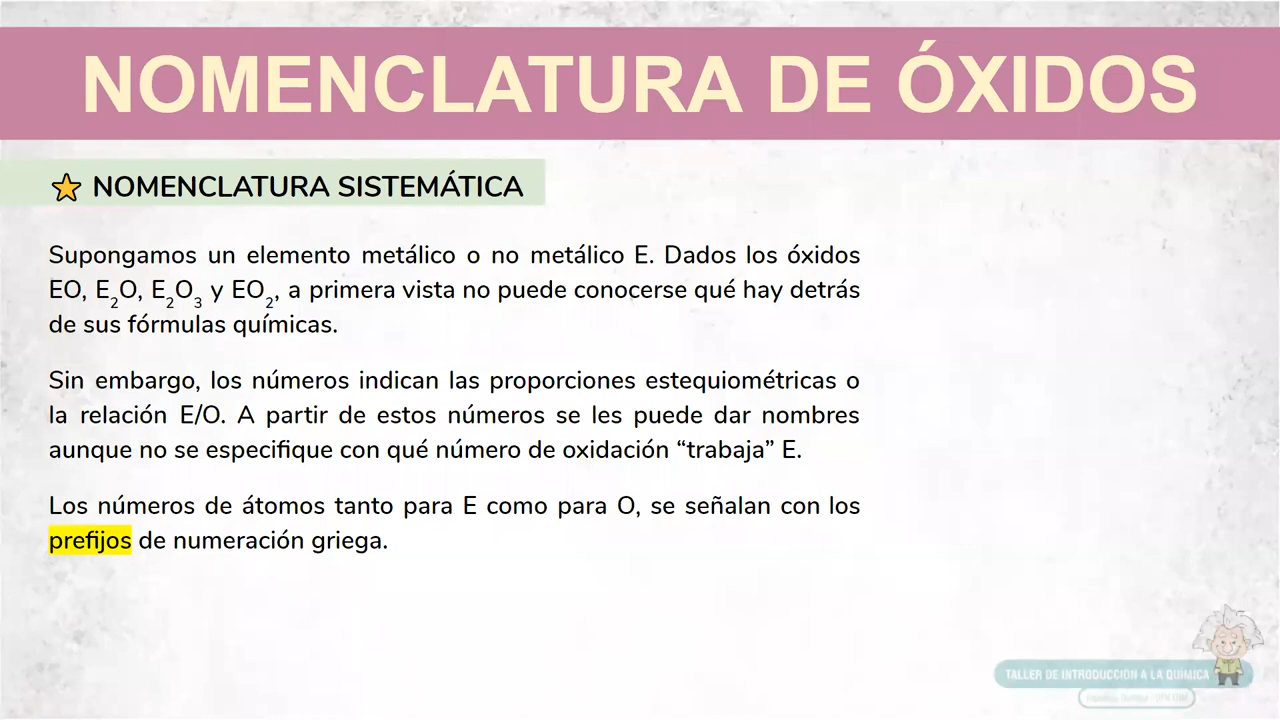 NOMENCLATURA DE ÓXIDOS
NOMENCLATURA SISTEMÁTICA
Supongamos un elemento metálico o no metálico E. Dados los óxidos
EO, E₂O, E₂O₃ y EO₂, a primera vista no puede conocerse qué hay detrás
de sus fórmulas químicas.
Sin embargo, los números indican las proporciones estequiométricas o
la relación E/O. A partir de estos números se les puede dar nombres
aunque no se especifique con qué número de oxidación “trabaja” E.
Los números de átomos tanto para E como para O, se señalan con los
prefijos de numeración griega.
TALLER DE INTRODUCCIÓN A LA QUÍMICA